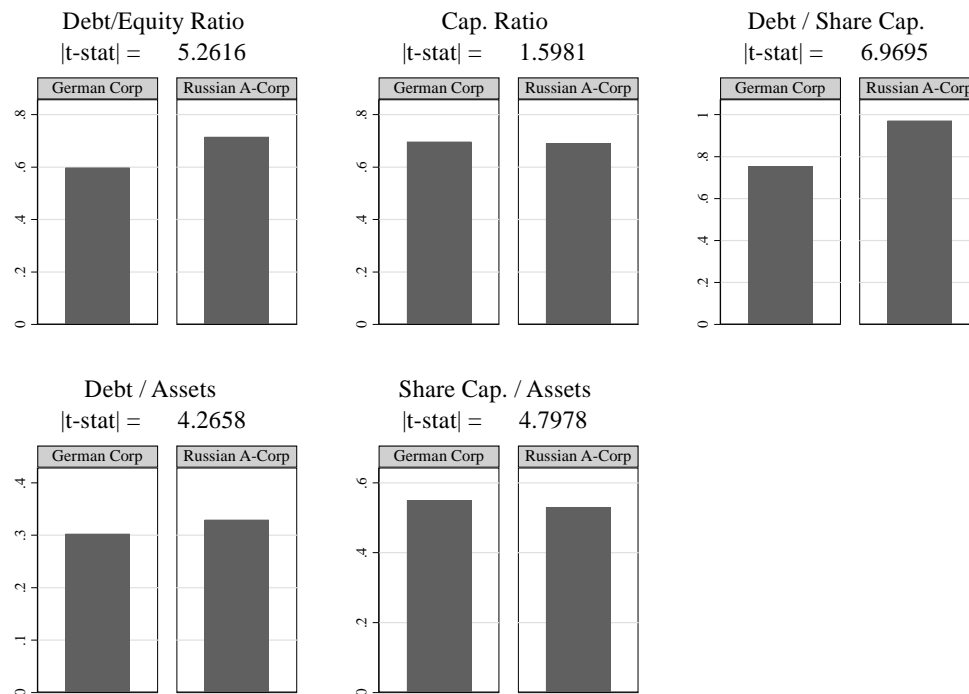 Debt/Equity Ratio
|t-stat| = 5.2616
German Corp Russian A-Corp
.8
.6
.4
.2
0
Cap. Ratio
|t-stat| = 1.5981
German Corp Russian A-Corp
.8
.6
.4
.2
0
Debt / Share Cap.
|t-stat| = 6.9695
German Corp Russian A-Corp
1
.8
.6
.4
.2
0
Debt / Assets
|t-stat| = 4.2658
German Corp Russian A-Corp
.4
.3
.2
.1
0
Share Cap. / Assets
|t-stat| = 4.7978
German Corp Russian A-Corp
.6
.4
.2
0